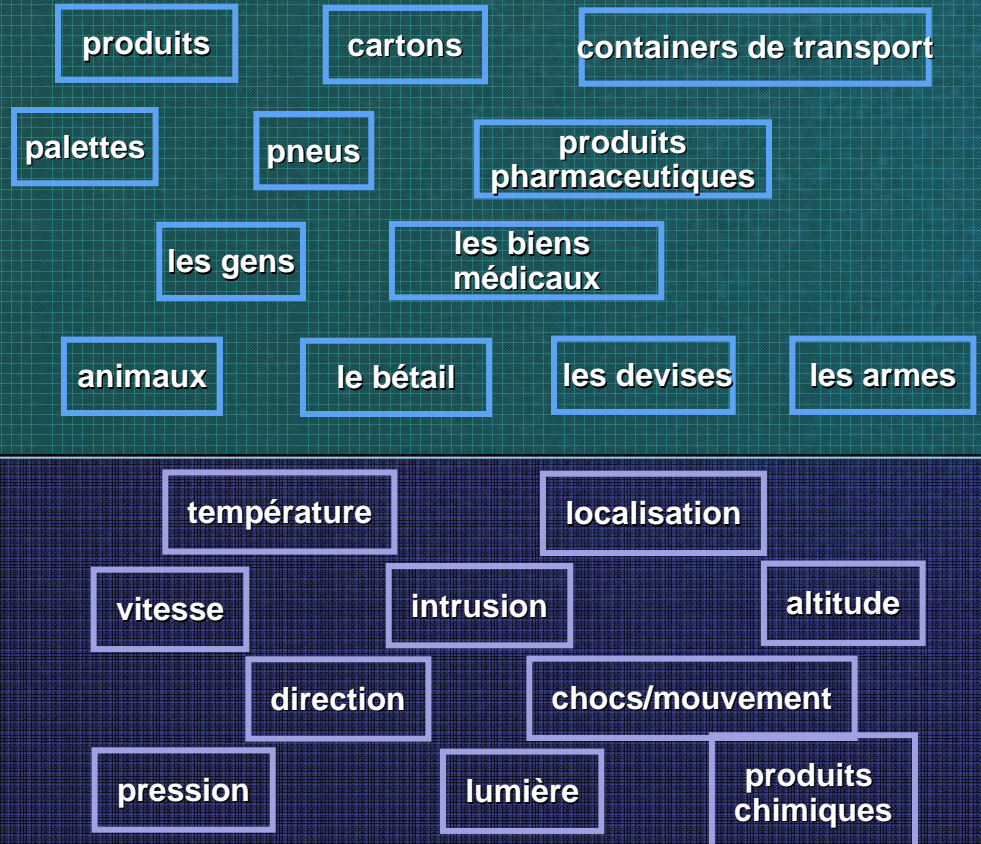 produits
cartons
containers de transport
palettes
pneus
produits
pharmaceutiques
les gens
les biens
médicaux
animaux
le bétail
les devises
les armes
température
localisation
vitesse
intrusion
altitude
direction
chocs/mouvement
pression
lumière
produits
chimiques